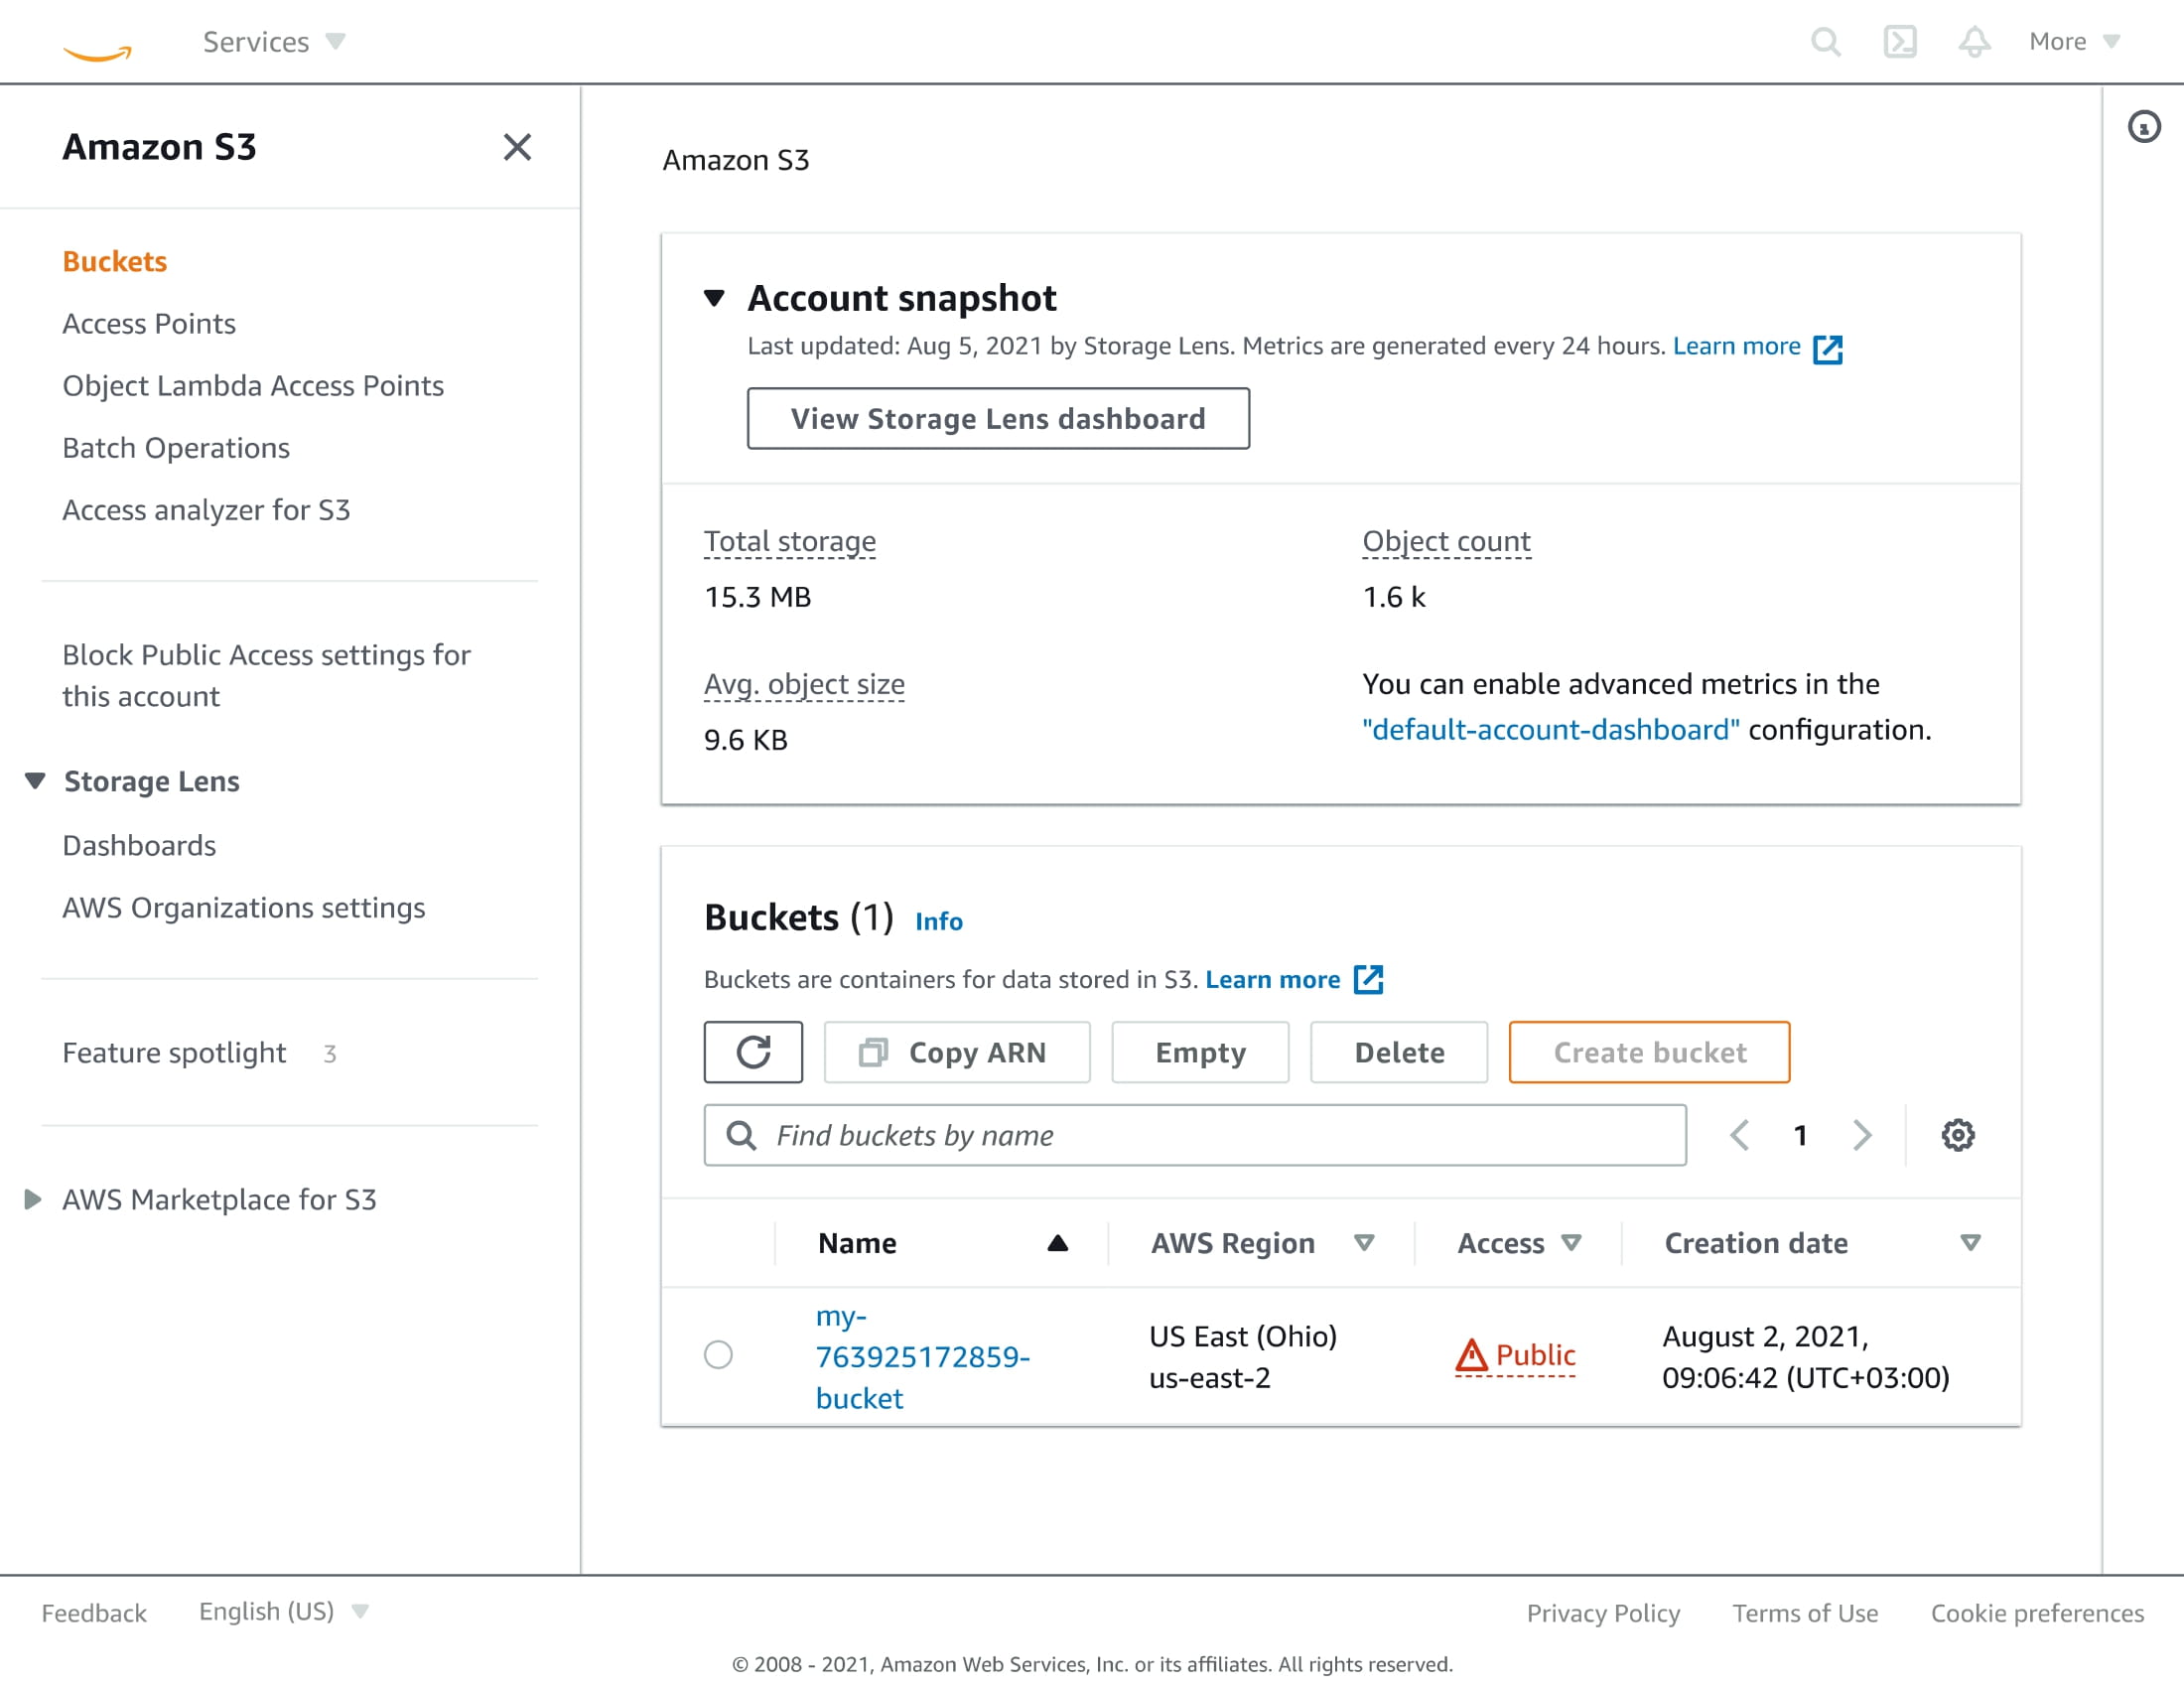 Services
More
Amazon S3
Buckets
Access Points
Object Lambda Access Points
Batch Operations
Access analyzer for S3
Block Public Access settings for
this account
Storage Lens
Dashboards
AWS Organizations settings
Feature spotlight 3
AWS Marketplace for S3
Amazon S3
Account snapshot
Last updated: Aug 5, 2021 by Storage Lens. Metrics are generated every 24 hours. Learn more
View Storage Lens dashboard
Total storage
15.3 MB
Object count
1.6 k
Avg. object size
9.6 KB
You can enable advanced metrics in the
"default-account-dashboard" configuration.
Buckets (1) Info
Buckets are containers for data stored in S3. Learn more
Copy ARN Empty Delete Create bucket
Find buckets by name 1
Name AWS Region Access Creation date
my-
763925172859-
bucket
US East (Ohio)
us-east-2
Public
August 2, 2021,
09:06:42 (UTC+03:00)
Feedback English (US) Privacy Policy Terms of Use Cookie preferences
© 2008 - 2021, Amazon Web Services, Inc. or its affiliates. All rights reserved.